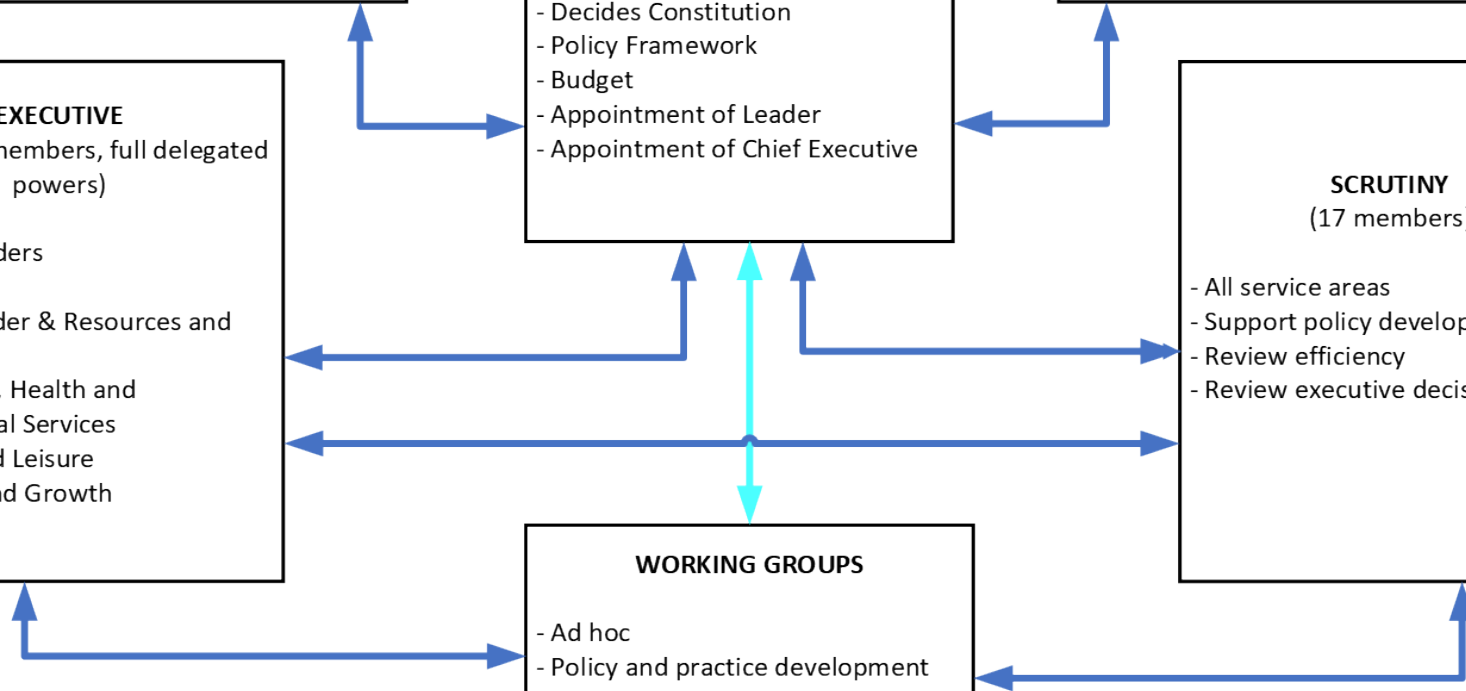 - Decides Constitution
- Policy Framework
- Budget
- Appointment of Leader
- Appointment of Chief Executive
EXECUTIVE
members, full delegated
powers)
ders
der & Resources and
Health and
al Services
d Leisure
nd Growth
SCRUTINY
(17 members)
- All service areas
- Support policy develop
- Review efficiency
- Review executive decis
WORKING GROUPS
- Ad hoc
- Policy and practice development